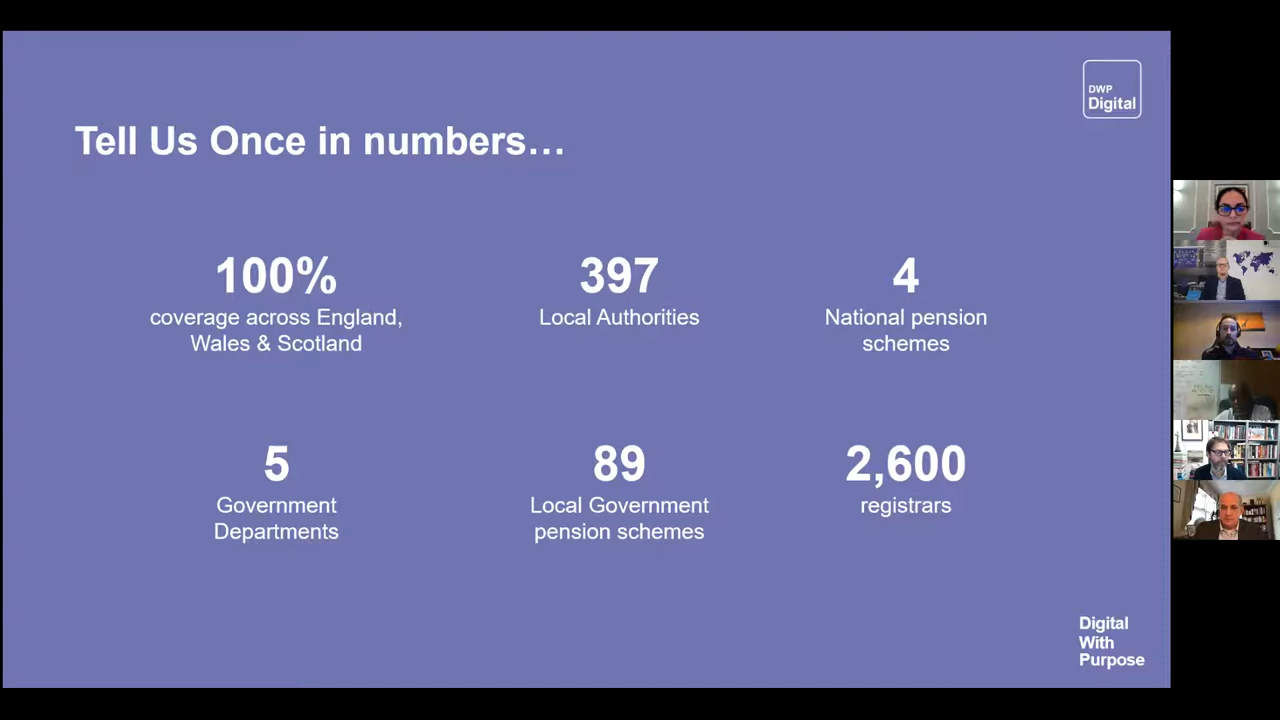 DWP
Digital
Tell Us Once in numbers…
100%
coverage across England,
Wales & Scotland
397
Local Authorities
4
National pension
schemes
5
Government
Departments
89
Local Government
pension schemes
2,600
registrars
Digital
With
Purpose